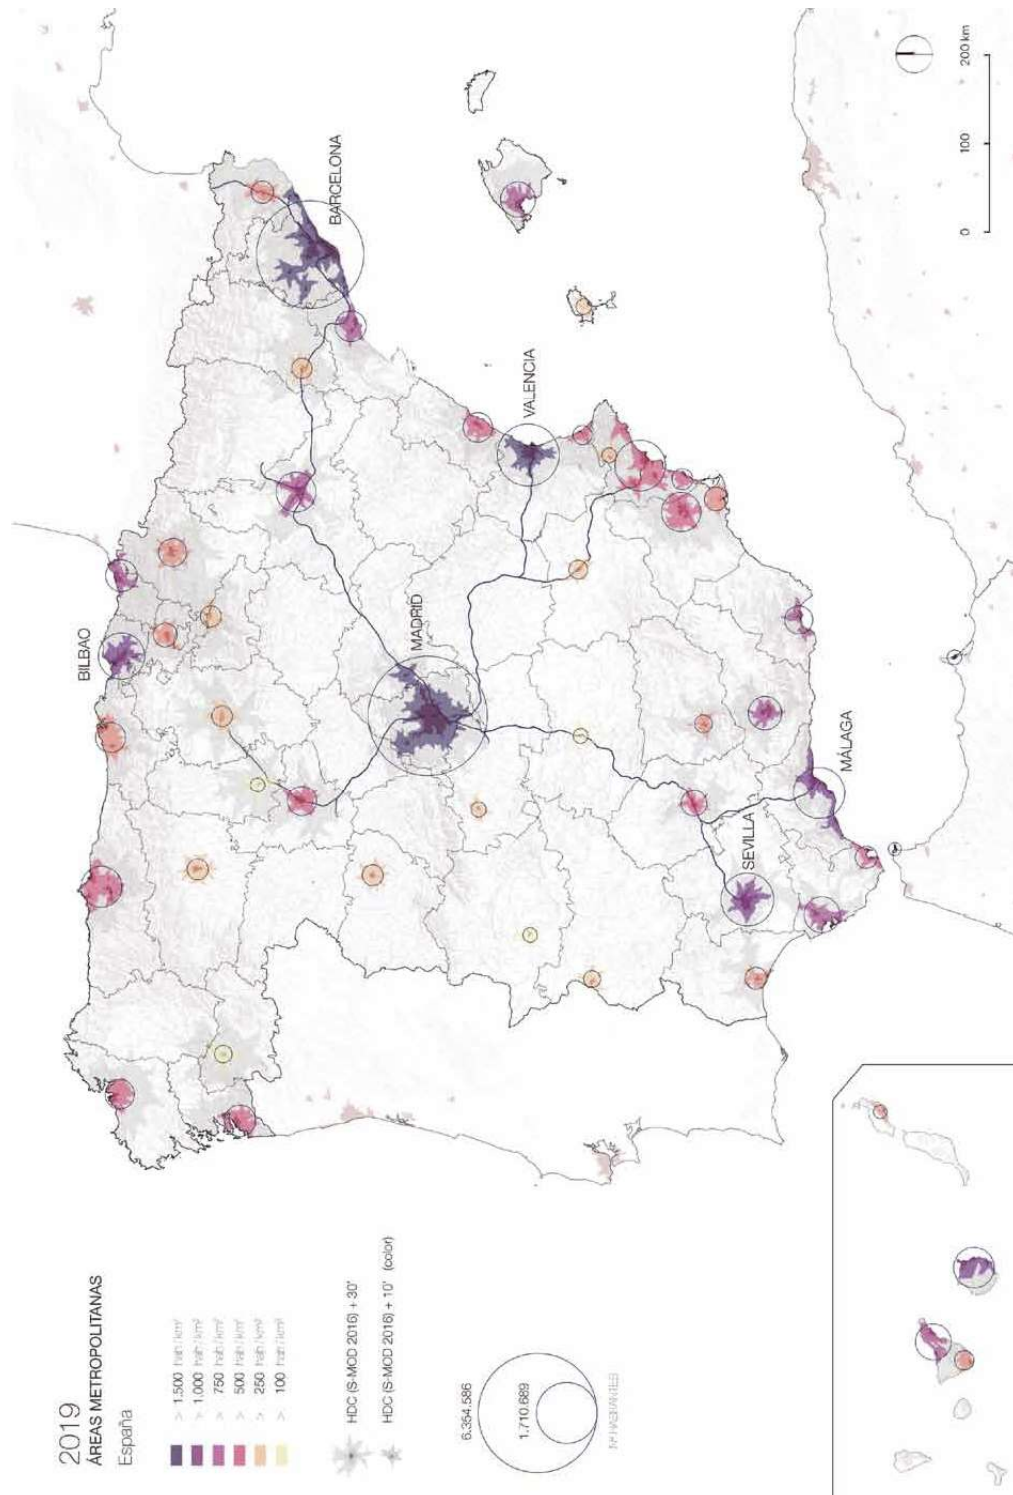 2019
ÁREAS METROPOLITANAS
España
> 1.500 hab/km²
> 1.000 hab/km²
> 750 hab/km²
> 500 hab/km²
> 250 hab/km²
> 100 hab/km²
HDC (S-MOD 2016) + 30'
HDC (S-MOD 2016) + 10' (color)
6.354.586
1.710.689
Nº HABITANTES
BILBAO
BARCELONA
MADRID
VALENCIA
SEVILLA
MÁLAGA
0 100 200 km